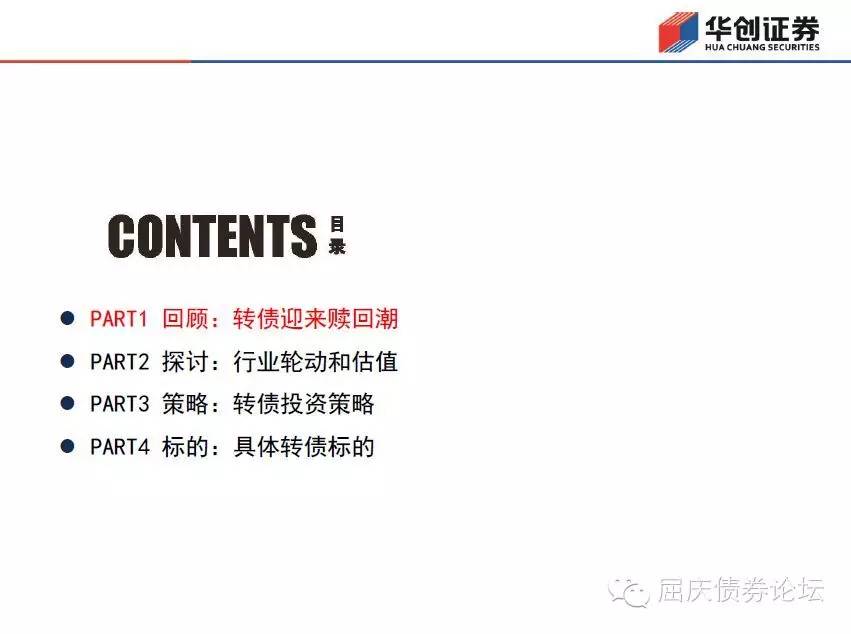 华创证券
HUA CHUANG SECURITIES
CONTENTS 目录
PART1 回顾：转债迎来赎回潮
PART2 探讨：行业轮动和估值
PART3 策略：转债投资策略
PART4 标的：具体转债标的
屈庆债券论坛